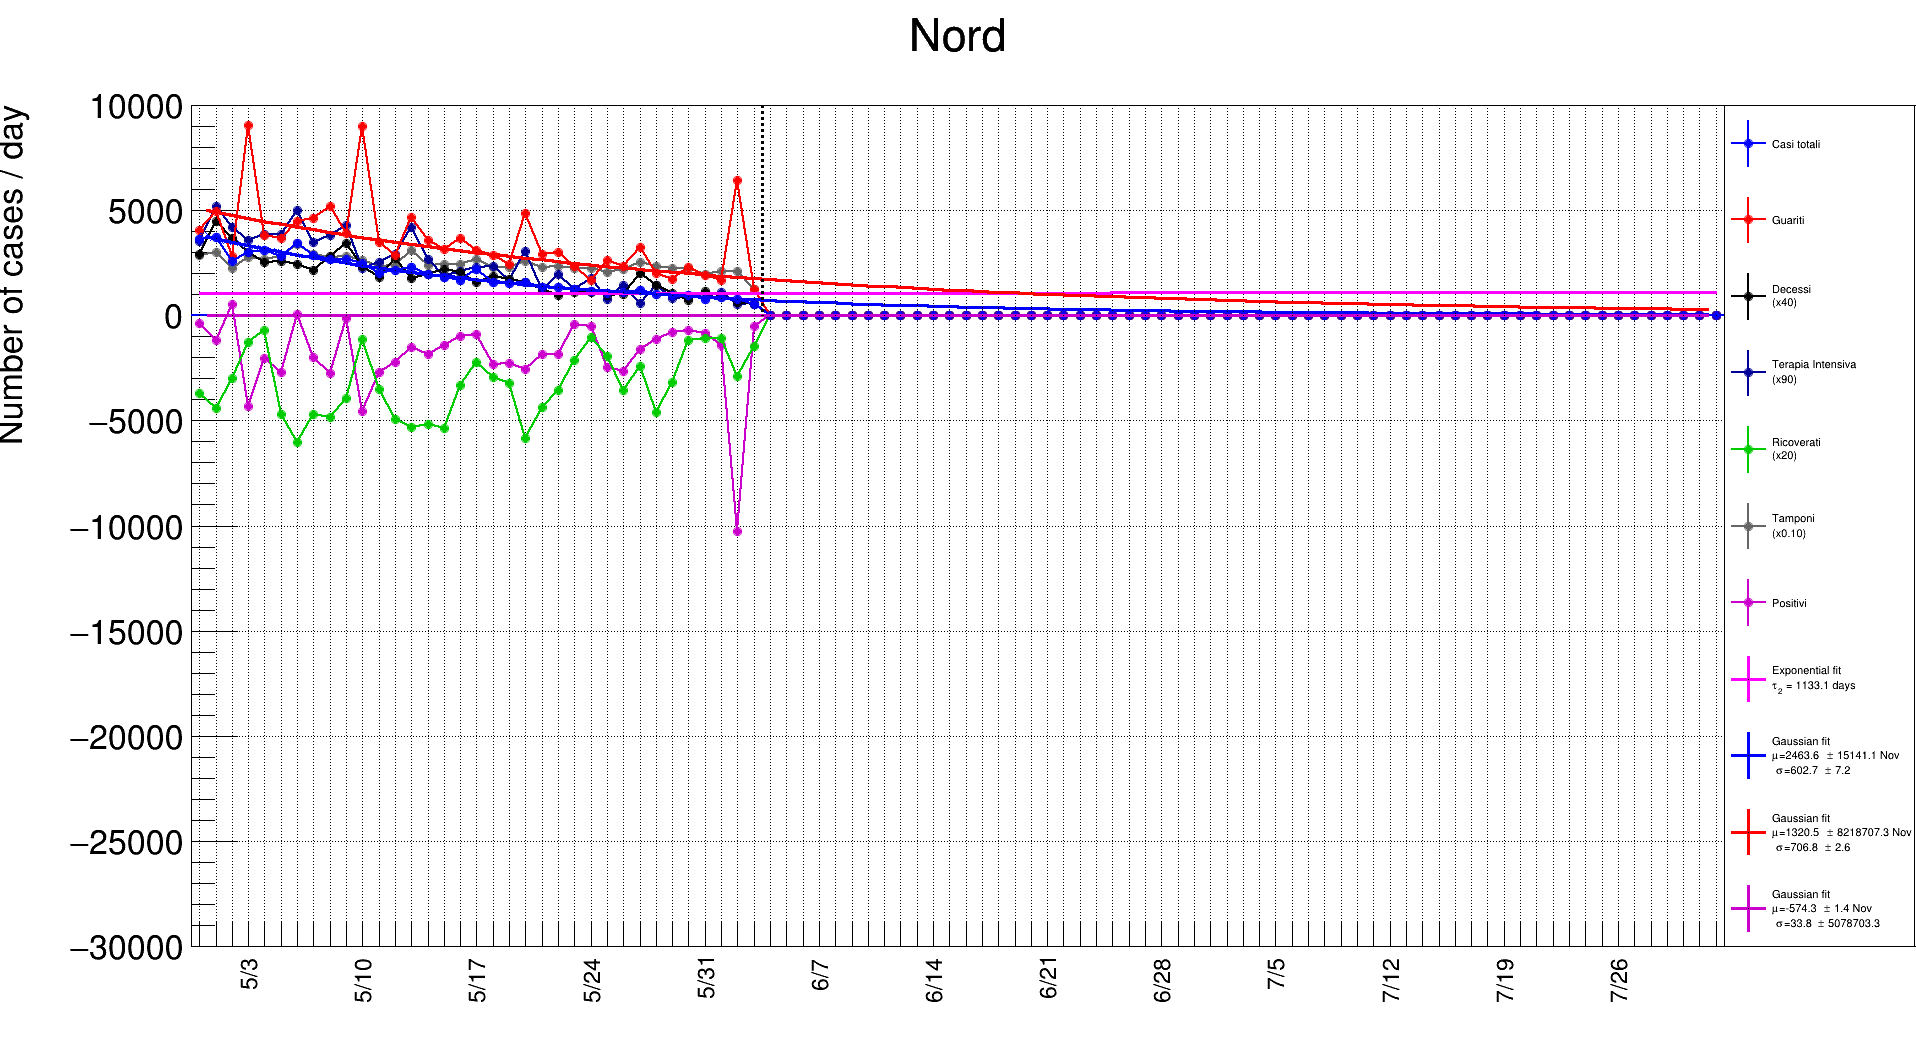 Nord
Number of cases / day
10000
5000
0
−5000
−10000
−15000
−20000
−25000
−30000
5/3
5/10
5/17
5/24
5/31
6/7
6/14
6/21
6/28
7/5
7/12
7/19
7/26
Casi totali
Guariti
Decessi
(x40)
Terapia Intensiva
(x90)
Ricoverati
(x20)
Tamponi
(x0.10)
Positivi
Exponential fit
τ2 = 1133.1 days
Gaussian fit
μ=2463.6 ± 15141.1 Nov
σ=602.7 ± 7.2
Gaussian fit
μ=1320.5 ± 8218707.3 Nov
σ=706.8 ± 2.6
Gaussian fit
μ=-574.3 ± 1.4 Nov
σ=33.8 ± 5078703.3